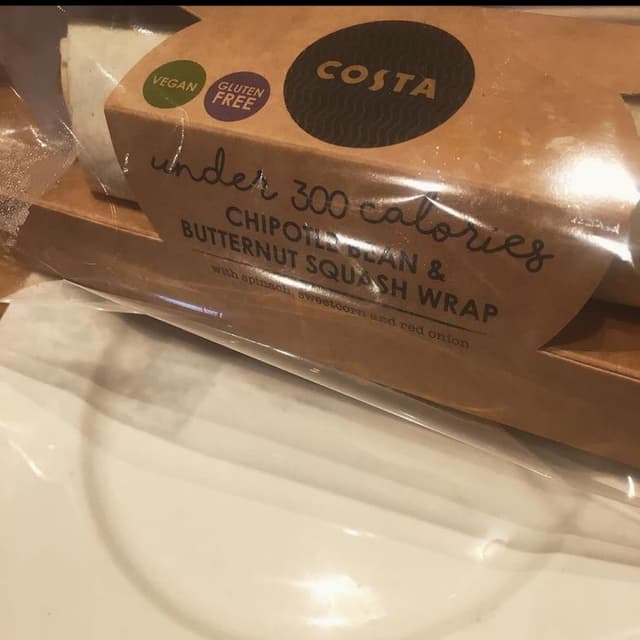 COSTA
VEGAN
GLUTEN
FREE
under 300 calories
CHIPOTLE BEAN &
BUTTERNUT SQUASH WRAP
with spinach, sweetcorn and red onion